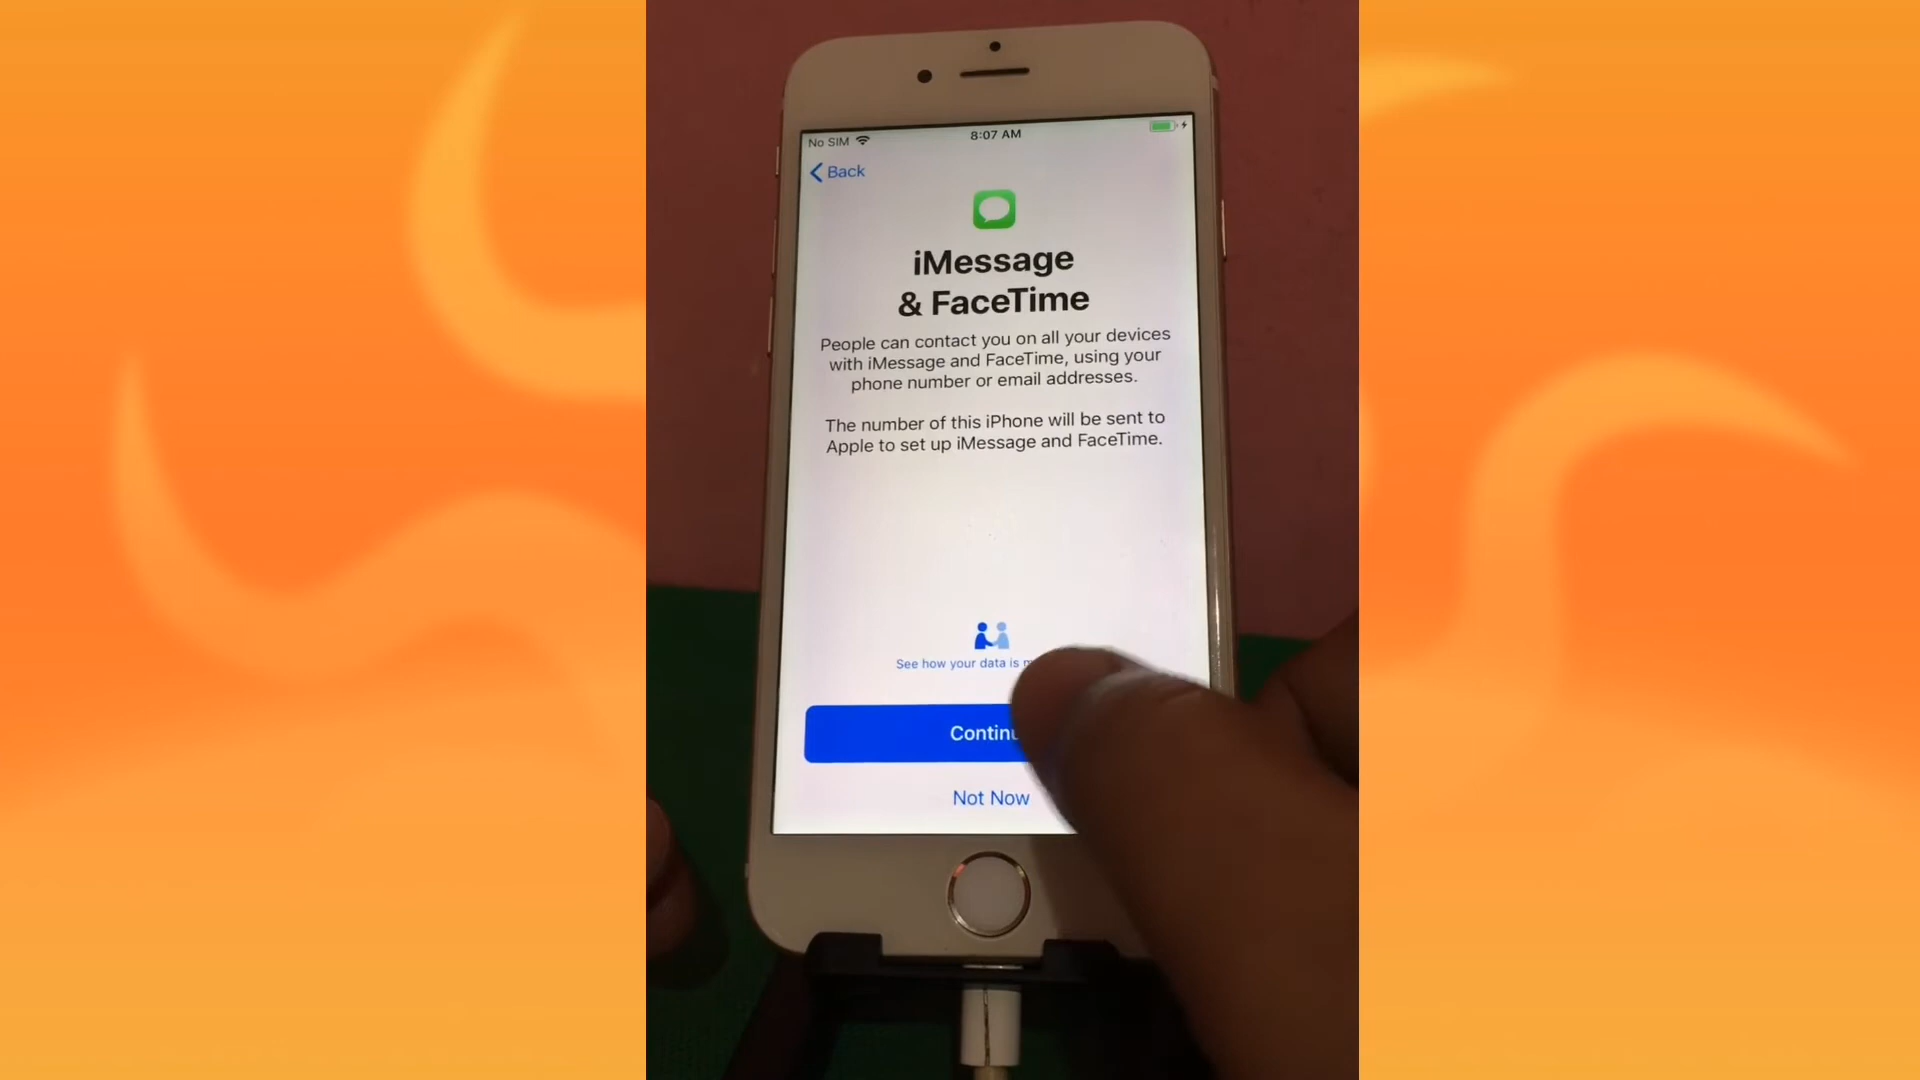 No SIM
8:07 AM
Back
iMessage
& FaceTime
People can contact you on all your devices
with iMessage and FaceTime, using your
phone number or email addresses.
The number of this iPhone will be sent to
Apple to set up iMessage and FaceTime.
See how your data is
Not Now